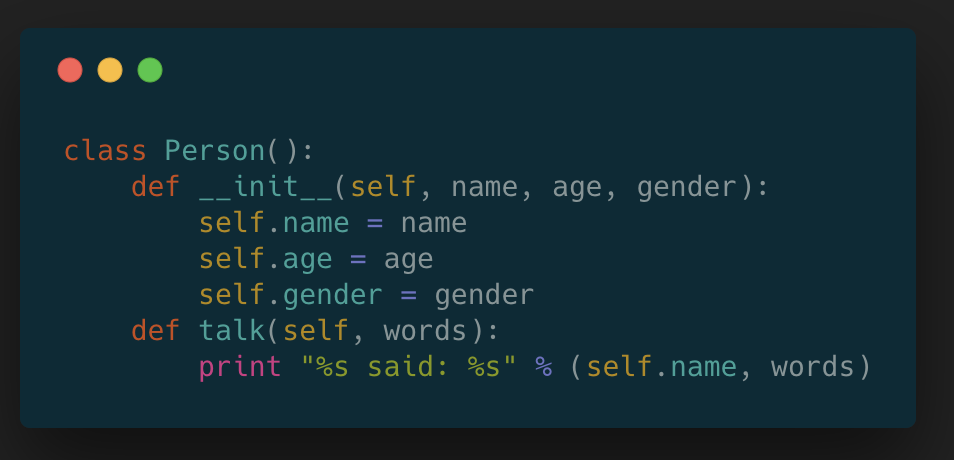 class Person():
    def __init__(self, name, age, gender):
        self.name = name
        self.age = age
        self.gender = gender
    def talk(self, words):
        print "%s said: %s" % (self.name, words)